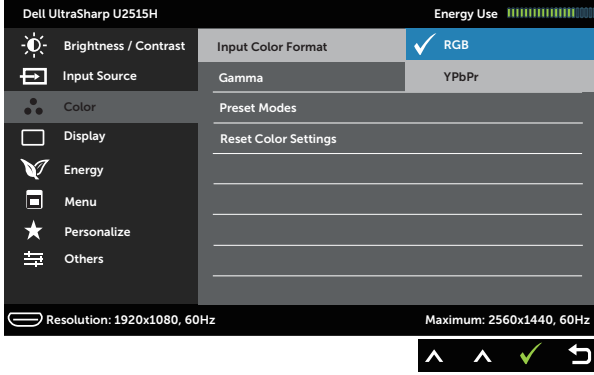 Dell UltraSharp U2515H Energy Use
Brightness / Contrast Input Color Format RGB
Input Source Gamma YPbPr
Color Preset Modes
Display Reset Color Settings
Energy
Menu
Personalize
Others
Resolution: 1920x1080, 60Hz Maximum: 2560x1440, 60Hz